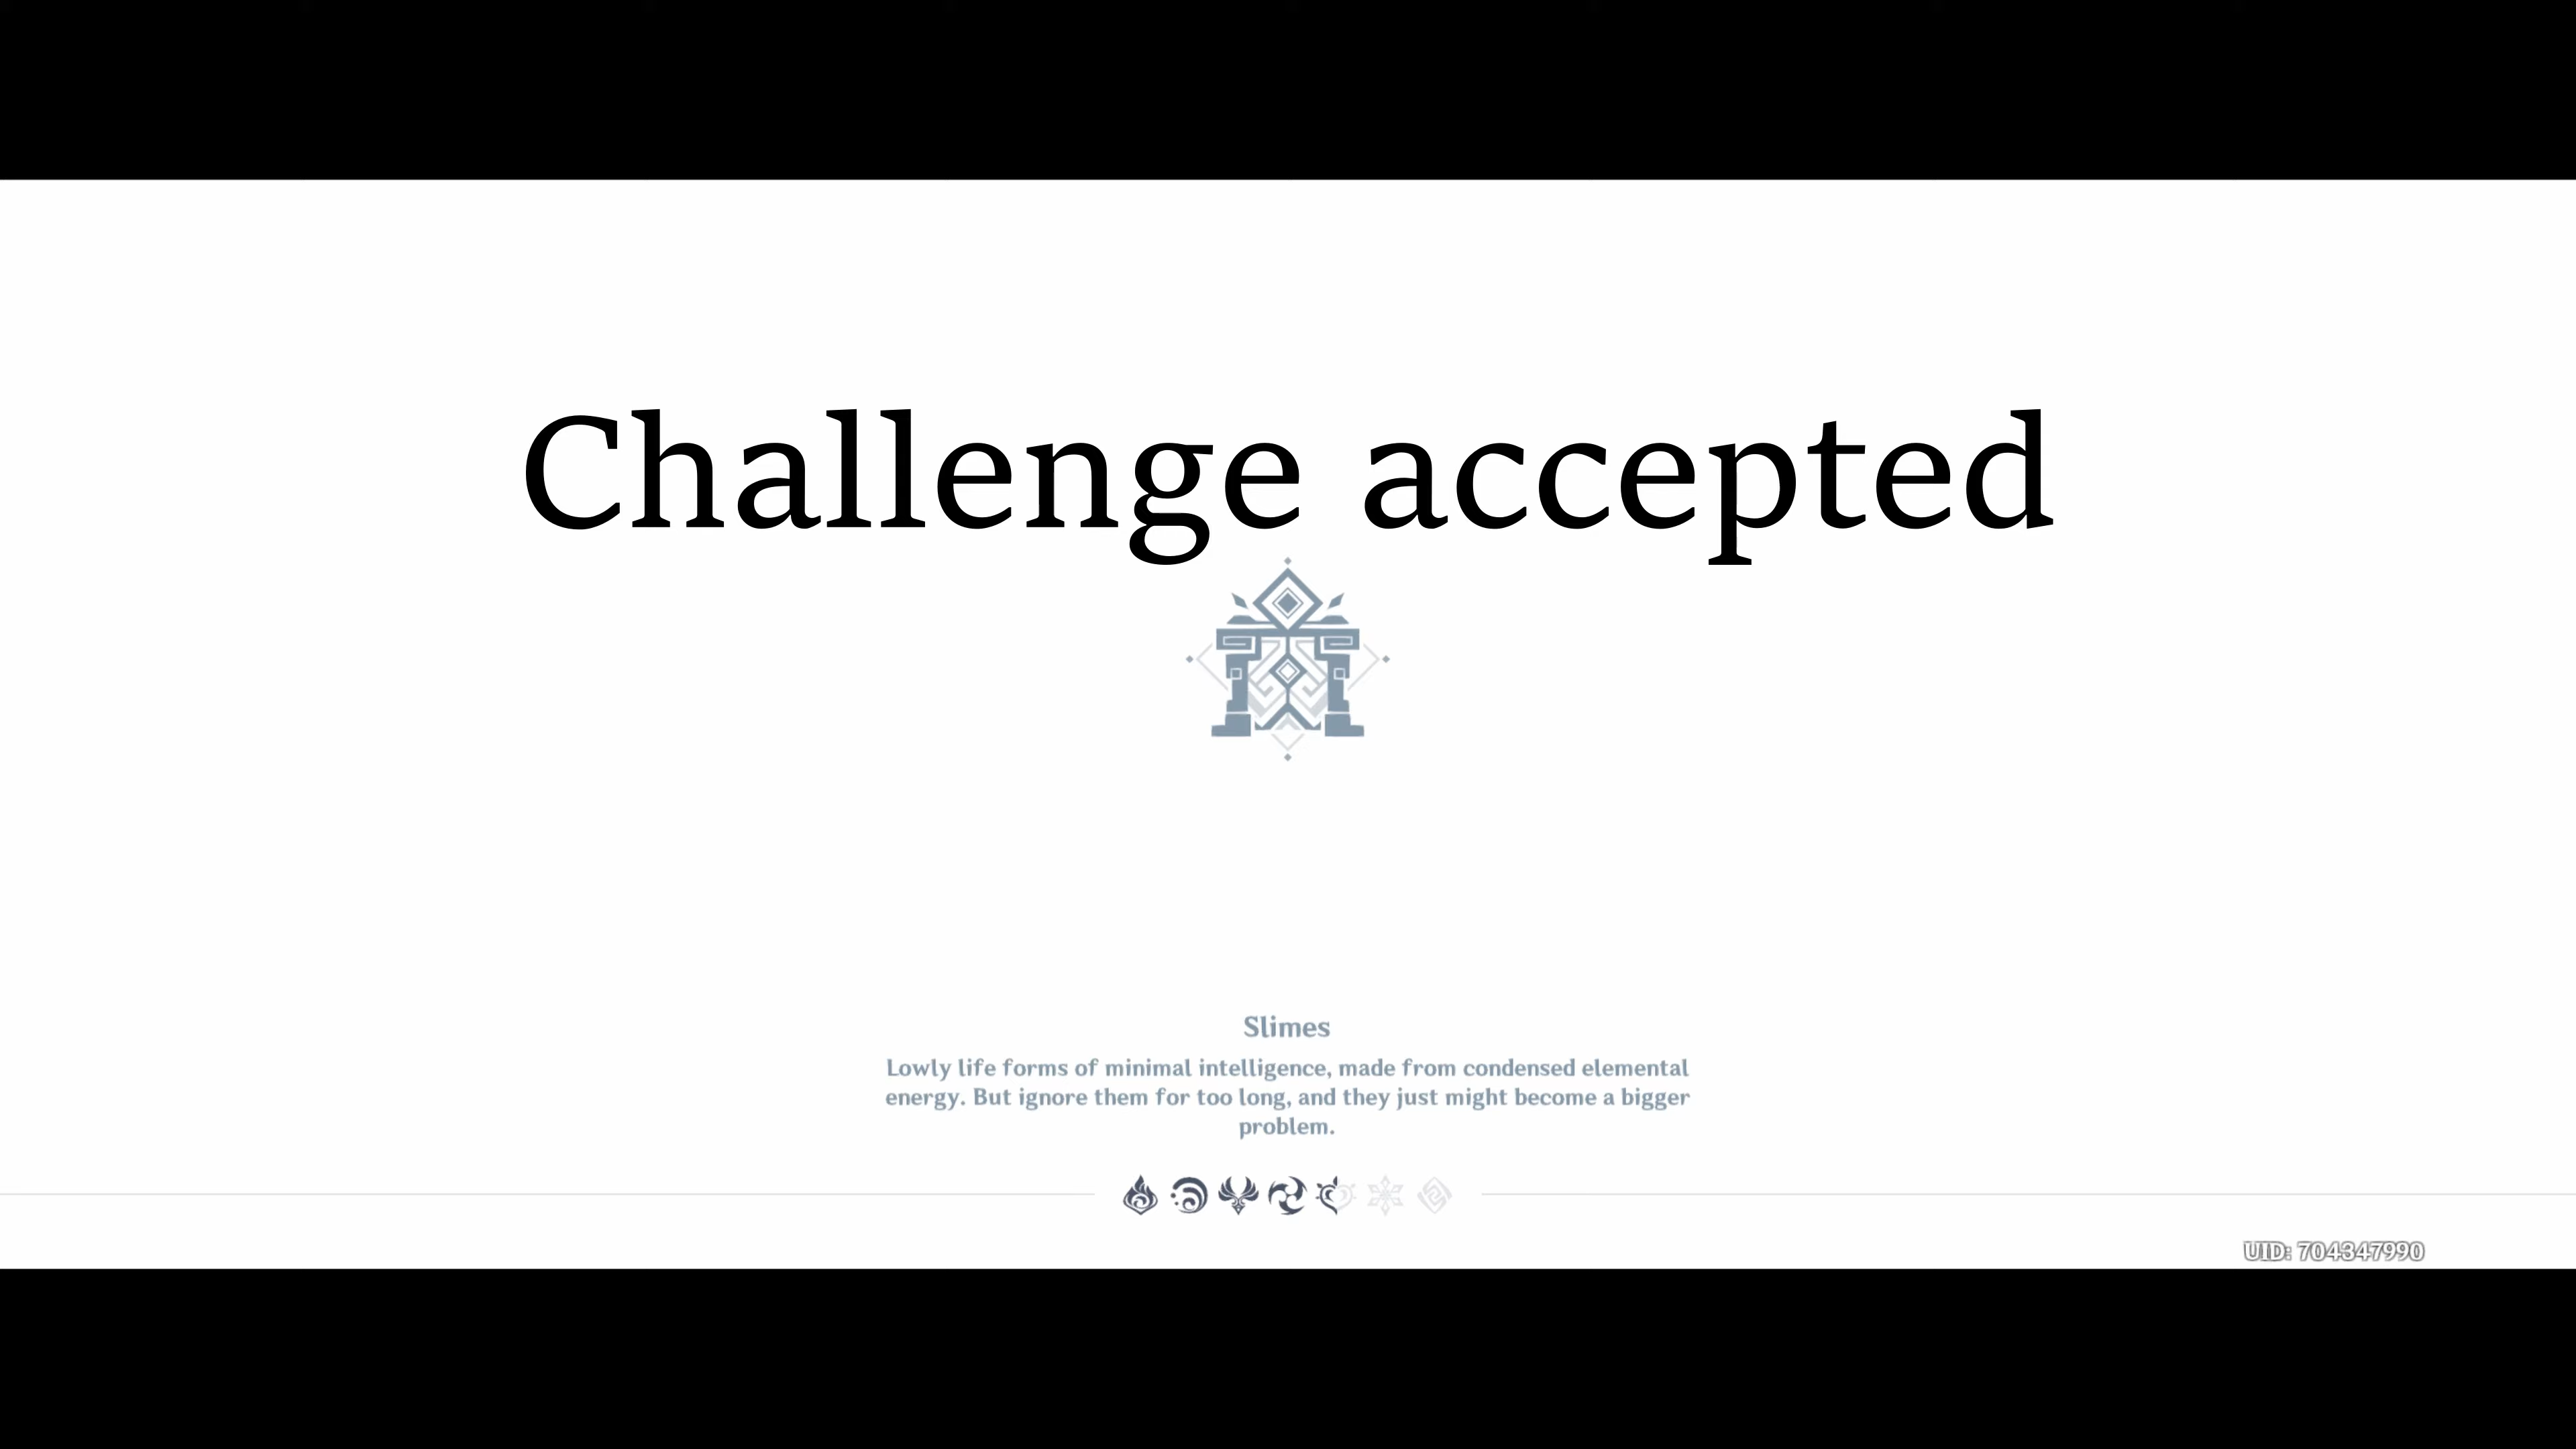 Challenge accepted
Slimes
Lowly life forms of minimal intelligence, made from condensed elemental
energy. But ignore them for too long, and they just might become a bigger
problem.
UID: 704347990